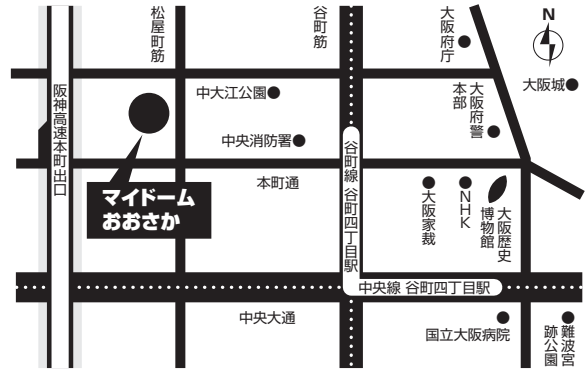 松屋町筋
谷町筋
大阪府庁
N
大阪城
阪神高速本町出口
中大江公園
大阪府警
本部
中央消防署
本町通
マイドーム
おおさか
谷町線 谷町四丁目駅
大阪家裁
NHK
大阪歴史
博物館
中央線 谷町四丁目駅
中央大通
国立大阪病院
難波宮
跡公園